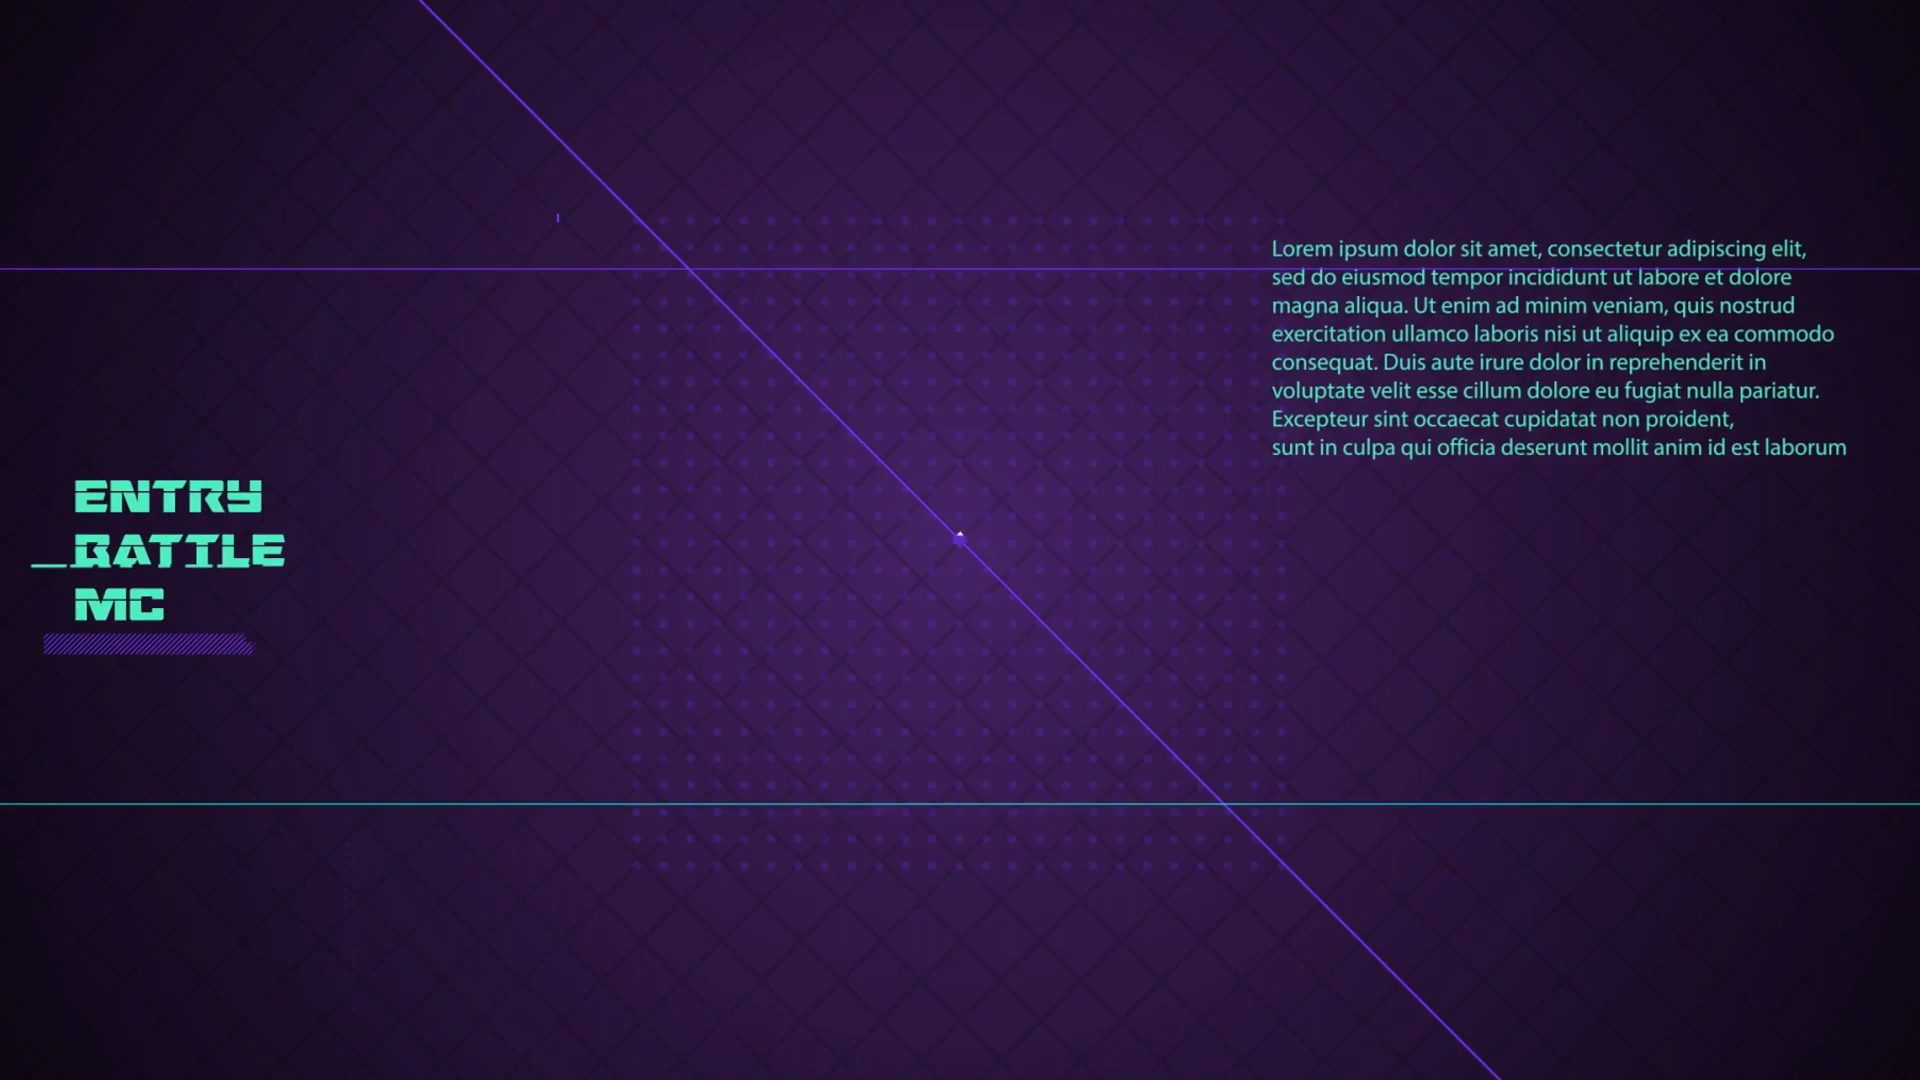 ENTRY
BATTLE
MC
Lorem ipsum dolor sit amet, consectetur adipiscing elit,
sed do eiusmod tempor incididunt ut labore et dolore
magna aliqua. Ut enim ad minim veniam, quis nostrud
exercitation ullamco laboris nisi ut aliquip ex ea commodo
consequat. Duis aute irure dolor in reprehenderit in
voluptate velit esse cillum dolore eu fugiat nulla pariatur.
Excepteur sint occaecat cupidatat non proident,
sunt in culpa qui officia deserunt mollit anim id est laborum